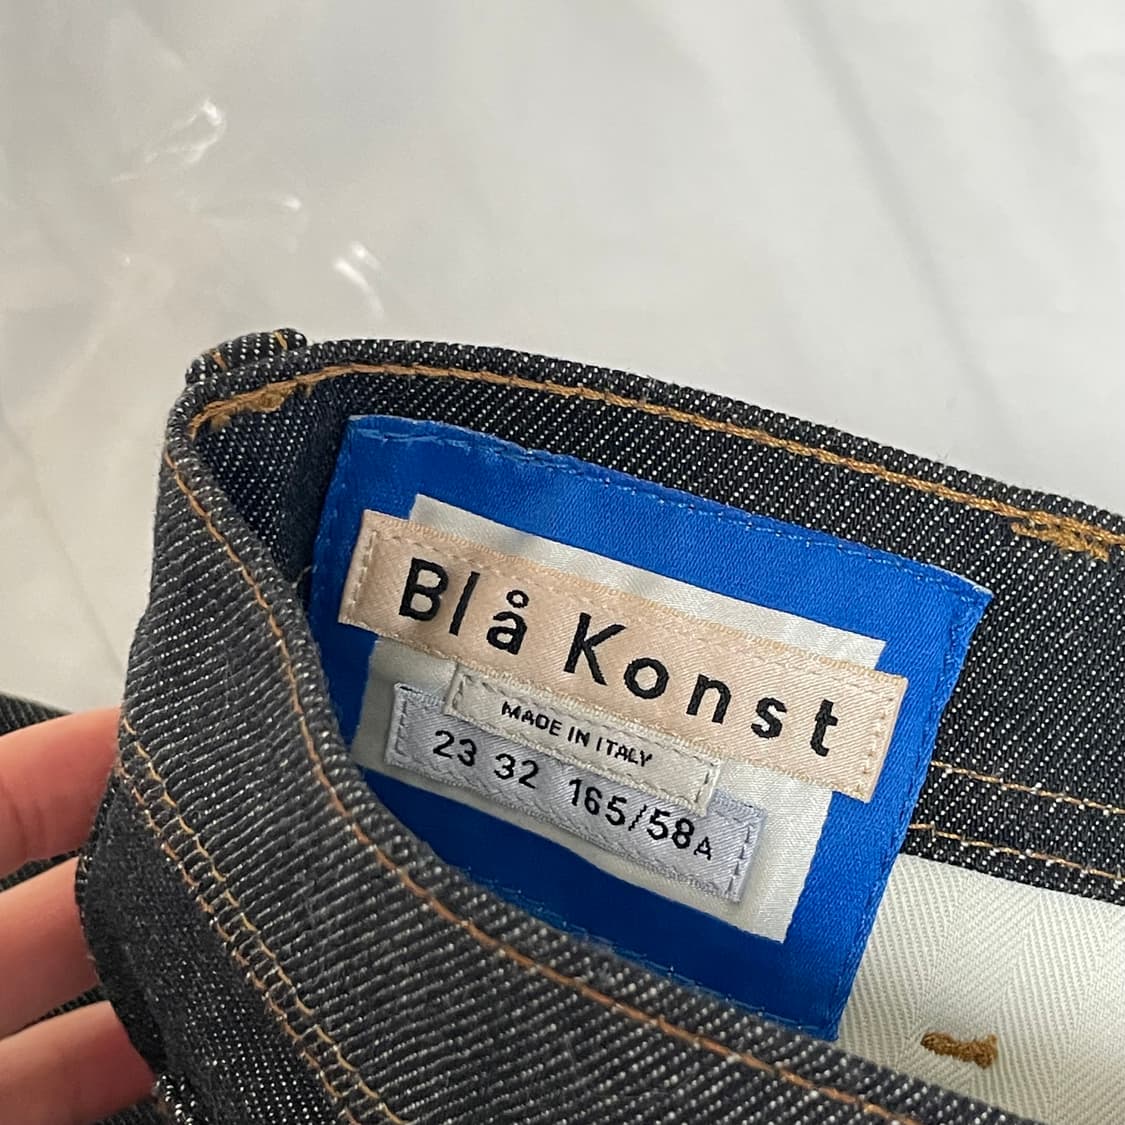 Blå Konst
MADE IN ITALY
23 32 165/58A